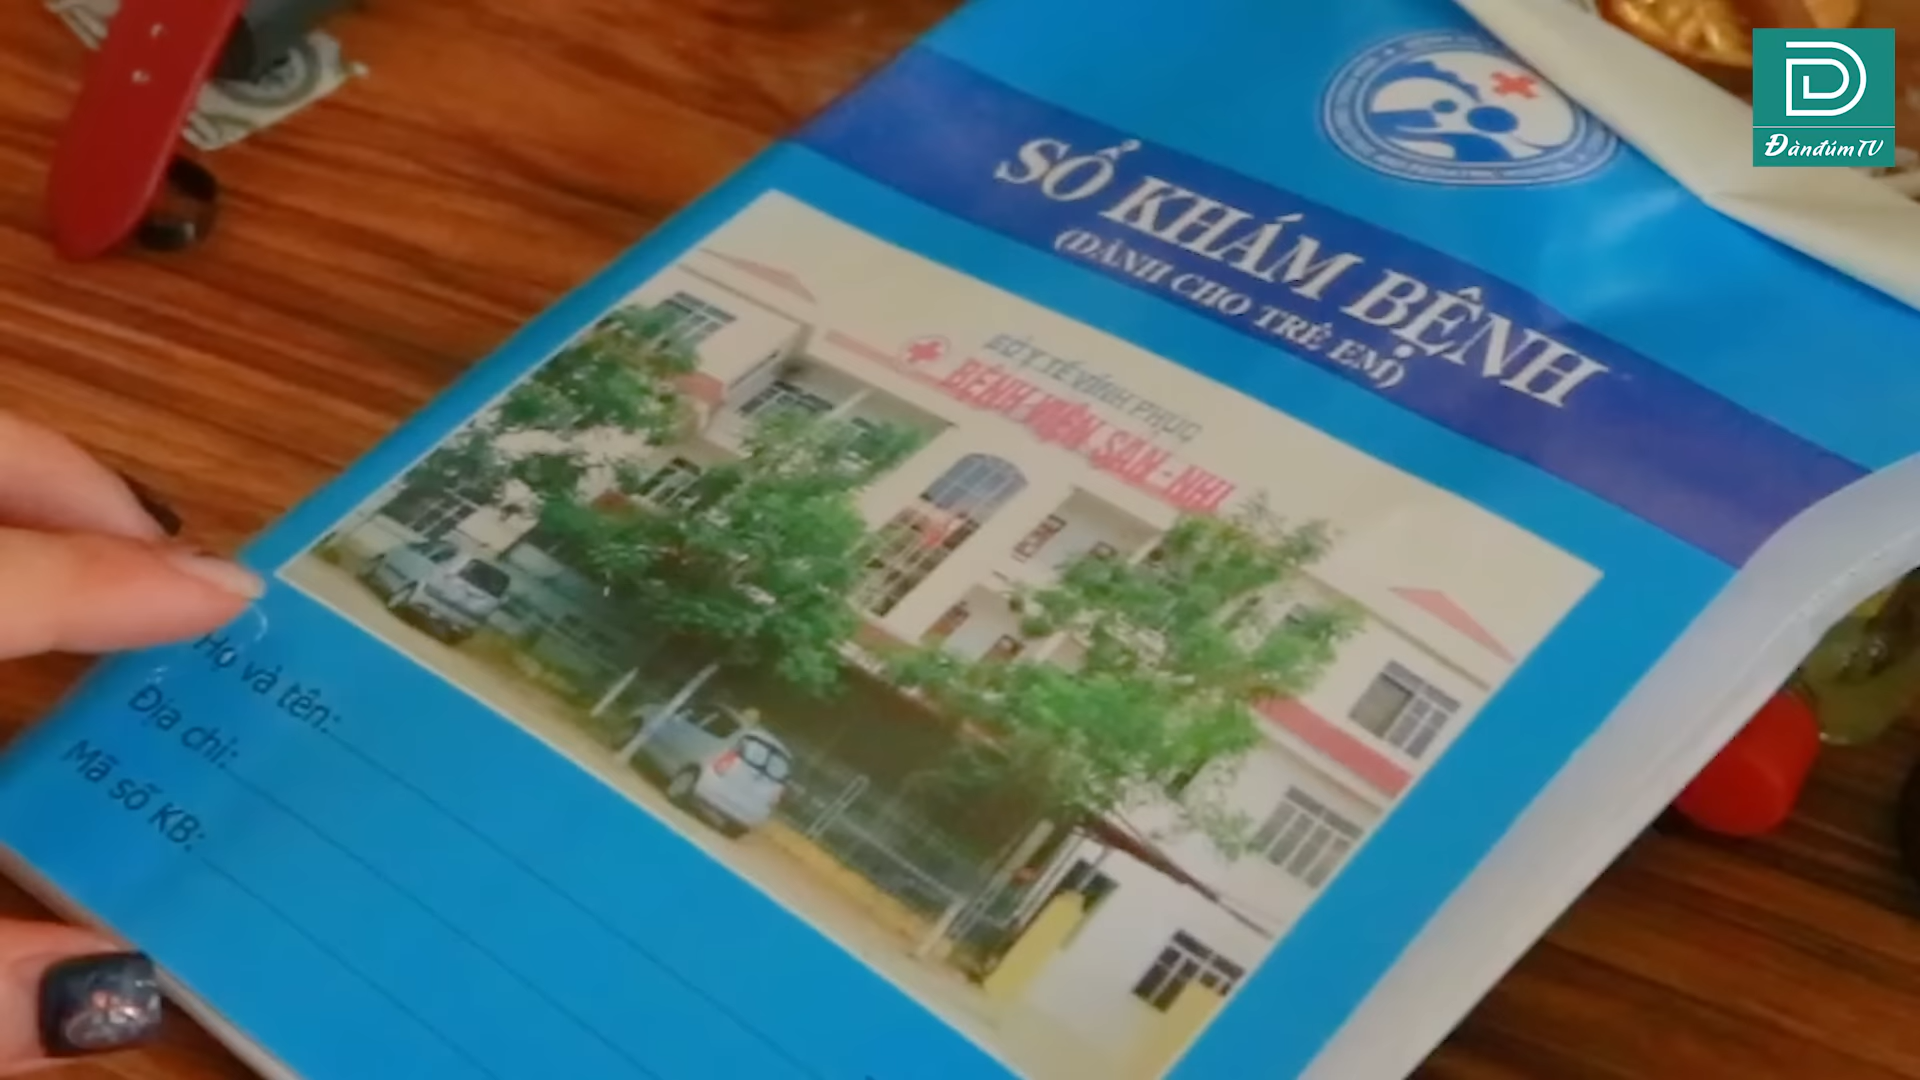 SỔ KHÁM BỆNH
(DÀNH CHO TRẺ EM)
SỞ Y TẾ VĨNH PHÚC
BỆNH VIỆN SẢN - NHI
Họ và tên:
Địa chỉ:
Mã số KB:
D
ĐànđúmTV